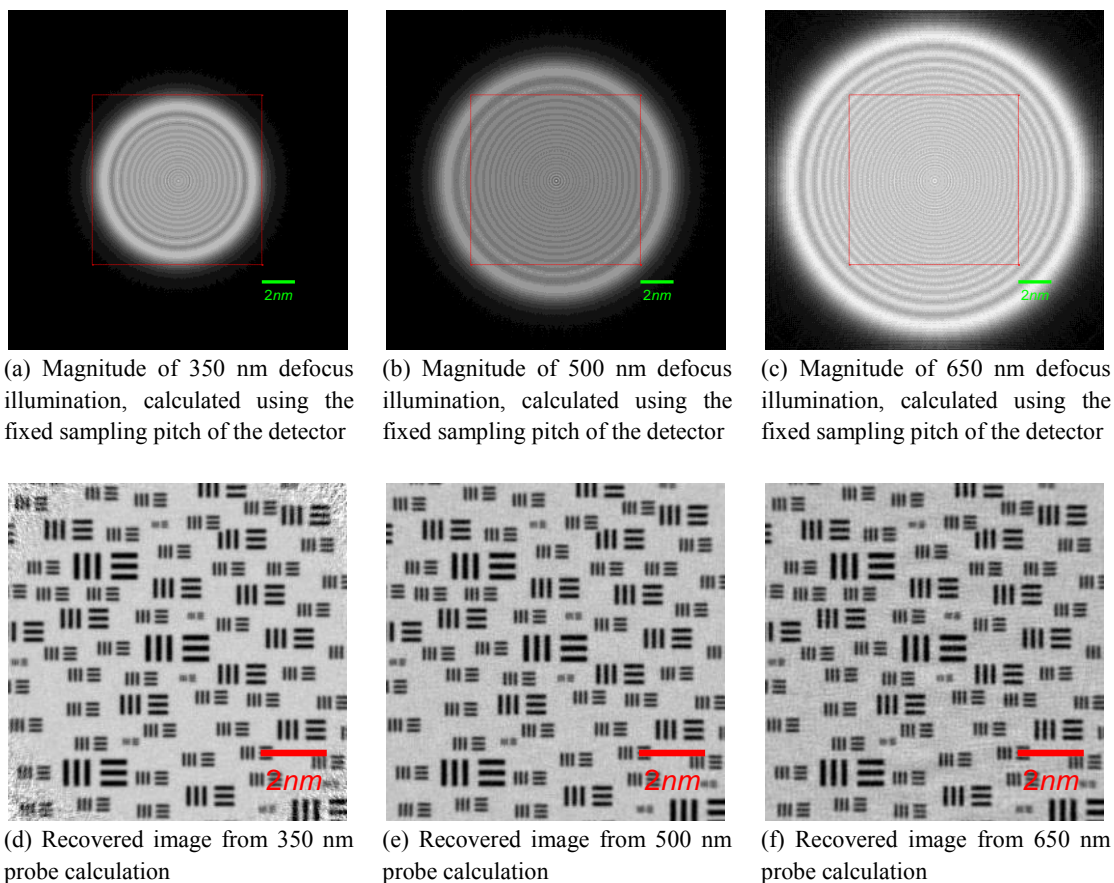 2nm
2nm
2nm
(a) Magnitude of 350 nm defocus
illumination, calculated using the
fixed sampling pitch of the detector
(b) Magnitude of 500 nm defocus
illumination, calculated using the
fixed sampling pitch of the detector
(c) Magnitude of 650 nm defocus
illumination, calculated using the
fixed sampling pitch of the detector
2nm
2nm
2nm
(d) Recovered image from 350 nm
probe calculation
(e) Recovered image from 500 nm
probe calculation
(f) Recovered image from 650 nm
probe calculation